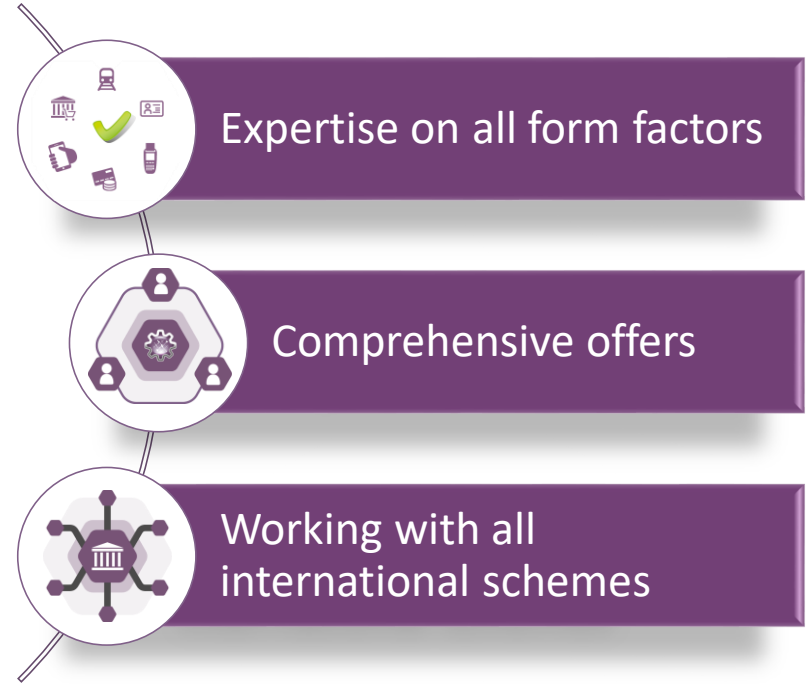 Expertise on all form factors
Comprehensive offers
Working with all
international schemes